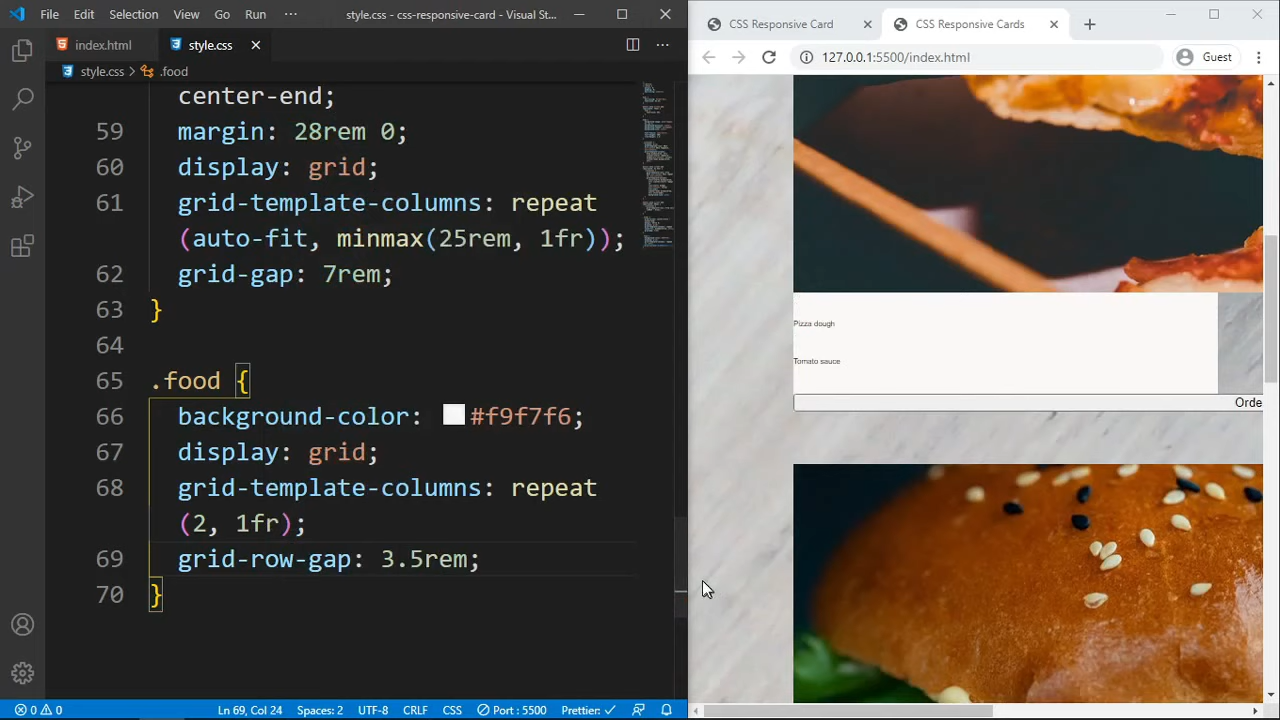 File Edit Selection View Go Run ··· style.css - css-responsive-card - Visual St...
index.html style.css
style.css > .food
center-end;
59 margin: 28rem 0;
60 display: grid;
61 grid-template-columns: repeat
(auto-fit, minmax(25rem, 1fr));
62 grid-gap: 7rem;
63 }
64
65 .food {
66 background-color: #f9f7f6;
67 display: grid;
68 grid-template-columns: repeat
(2, 1fr);
69 grid-row-gap: 3.5rem;
70 }
0 0 Ln 69, Col 24 Spaces: 2 UTF-8 CRLF CSS Port : 5500 Prettier: ✓
CSS Responsive Card CSS Responsive Cards
127.0.0.1:5500/index.html Guest
Pizza dough
Tomato sauce
Orde